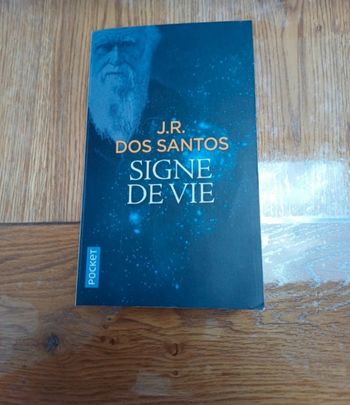 J.R.
DOS SANTOS
SIGNE
DE VIE
POCKET